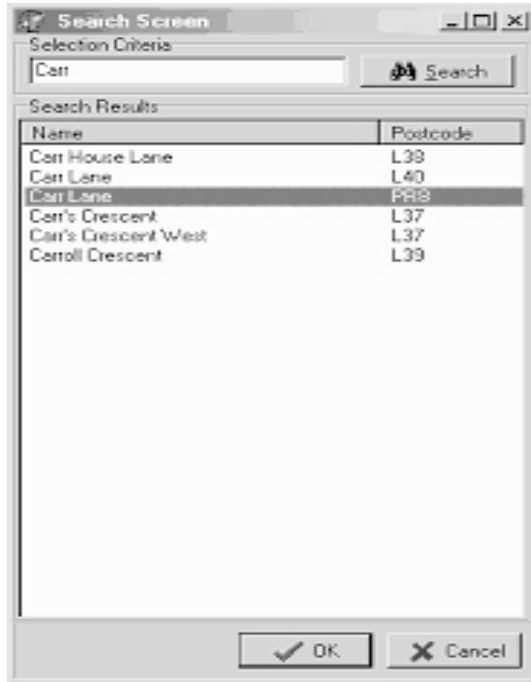 Search Screen
Selection Criteria
Carr
Search
Search Results
Name Postcode
Carr House Lane L38
Carr Lane L40
Carr Lane PR8
Carr's Crescent L37
Carr's Crescent West L37
Carroll Crescent L39
OK Cancel